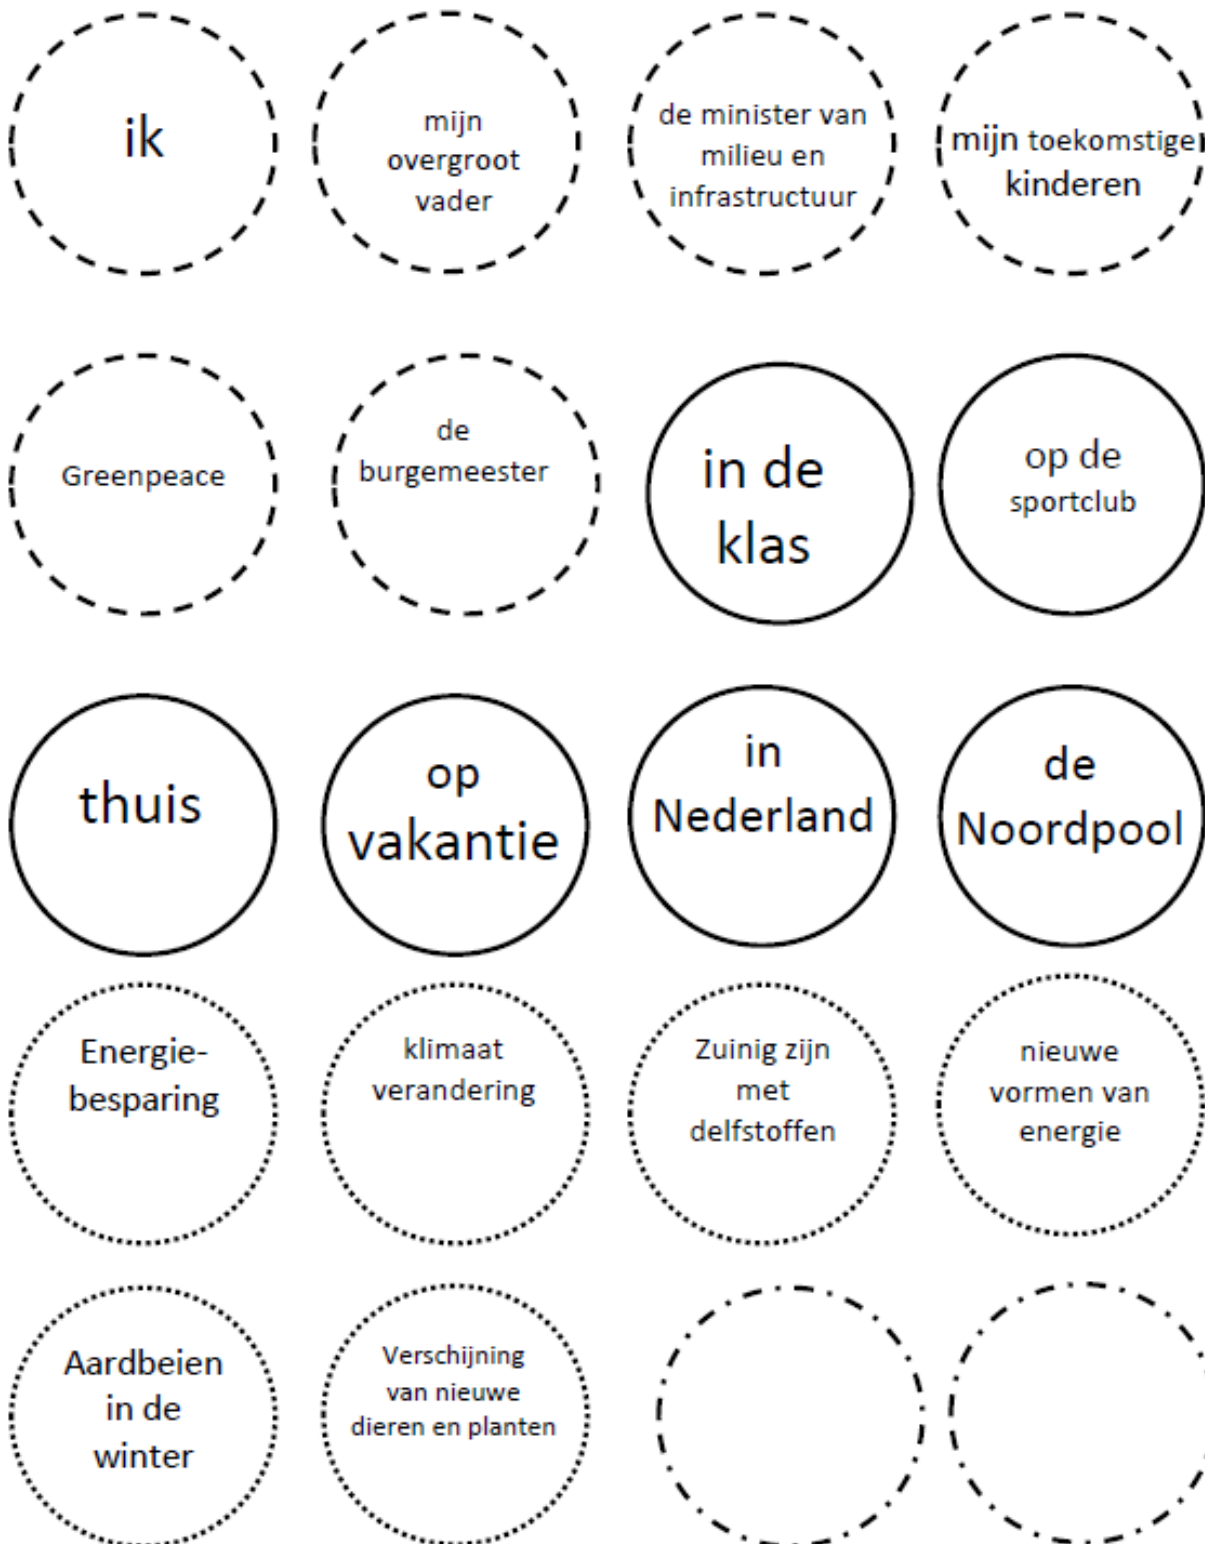 ik
mijn
overgroot
vader
de minister van
milieu en
infrastructuur
mijn toekomstige
kinderen
Greenpeace
de
burgemeester
in de
klas
op de
sportclub
thuis
op
vakantie
in
Nederland
de
Noordpool
Energie-
besparing
klimaat
verandering
Zuinig zijn
met
delfstoffen
nieuwe
vormen van
energie
Aardbeien
in de
winter
Verschijning
van nieuwe
dieren en planten